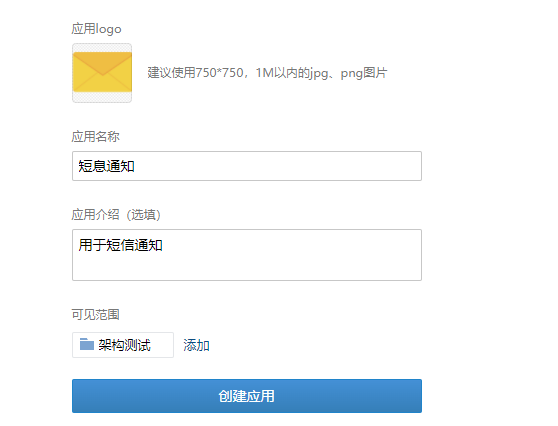 应用logo
建议使用750*750，1M以内的jpg、png图片
应用名称
短息通知
应用介绍（选填）
用于短信通知
可见范围
架构测试 添加
创建应用